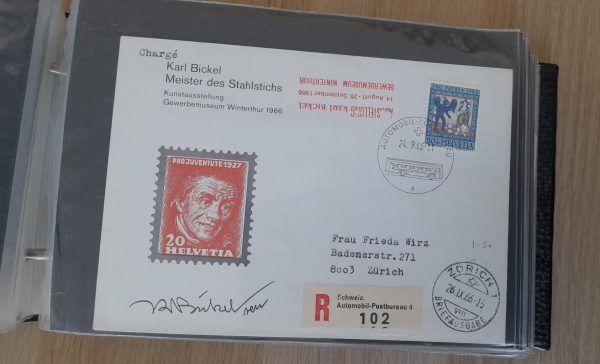 Chargé
Karl Bickel
Meister des Stahlstichs
Kunstausstellung
Gewerbemuseum Winterthur 1966
KARL BICKEL
14. August - 25. September 1966
GEWERBEMUSEUM WINTERTHUR
HELVETIA
AUTOMOBIL-
24.9.66
d
PRO JUVENTUTE 1927
20
HELVETIA
Frau Frieda Wirz
Badenerstr.271
8003 Zürich
R
Schweiz.
Automobil-Postbureau 4
102
ZÜRICH 1
26.IX.66-15
VIII
BRIEFAUSGABE